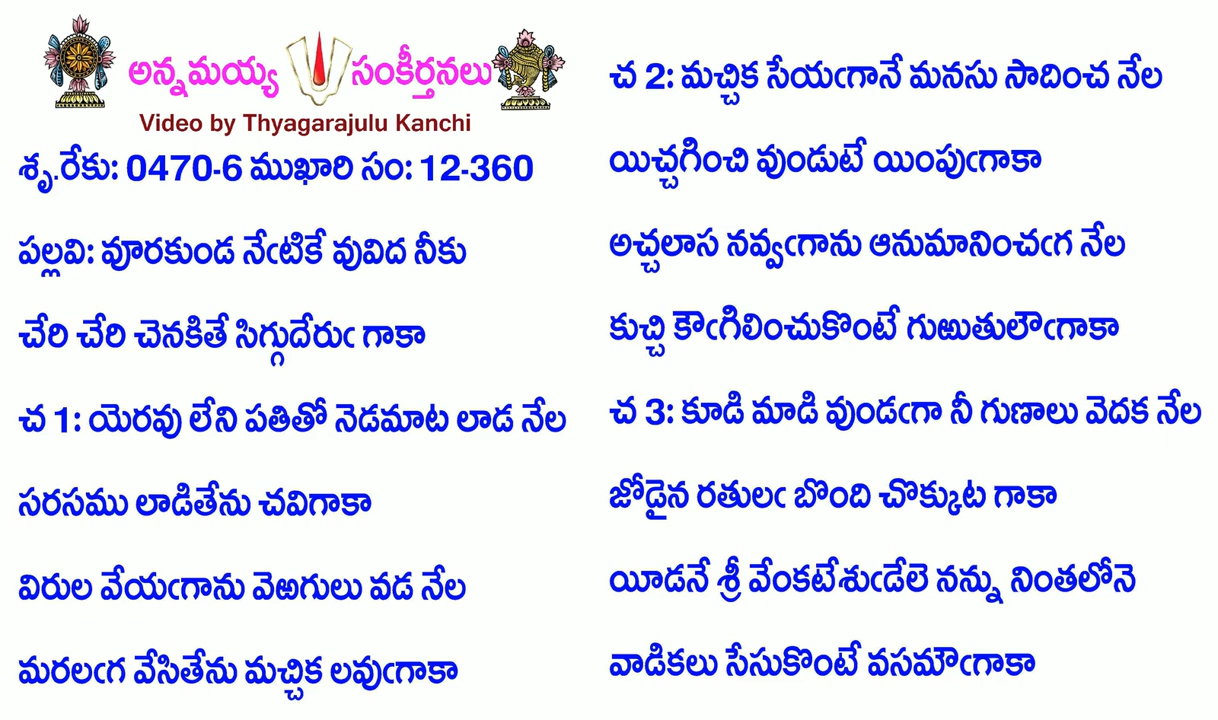 అన్నమయ్య సంకీర్తనలు
Video by Thyagarajulu Kanchi
శృ.రేకు: 0470-6 ముఖారి సం: 12-360
పల్లవి: వూరకుండ నేఁటికే వువిద నీకు
చేరి చేరి చెనకితే సిగ్గుదేరుఁ గాకా
చ 1: యెరవు లేని పతితో నెడమాట లాడ నేల
సరసము లాడితేను చవిగాకా
విరుల వేయఁగాను వెఱగులు వడ నేల
మరలఁగ వేసితేను మచ్చిక లవుఁగాకా
చ 2: మచ్చిక సేయఁగానే మనసు సాదించ నేల
యిచ్చగించి వుండుటే యింపుఁగాకా
అచ్చలాస నవ్వఁగాను ఆనుమానించఁగ నేల
కుచ్చి కౌఁగిలించుకొంటే గుఱుతులౌఁగాకా
చ 3: కూడి మాడి వుండఁగా నీ గుణాలు వెదక నేల
జోడైన రతులఁ బొంది చొక్కుట గాకా
యీడనే శ్రీ వేంకటేశుఁడేలె నన్ను నింతలోనె
వాడికలు సేసుకొంటే వసమౌఁగాకా